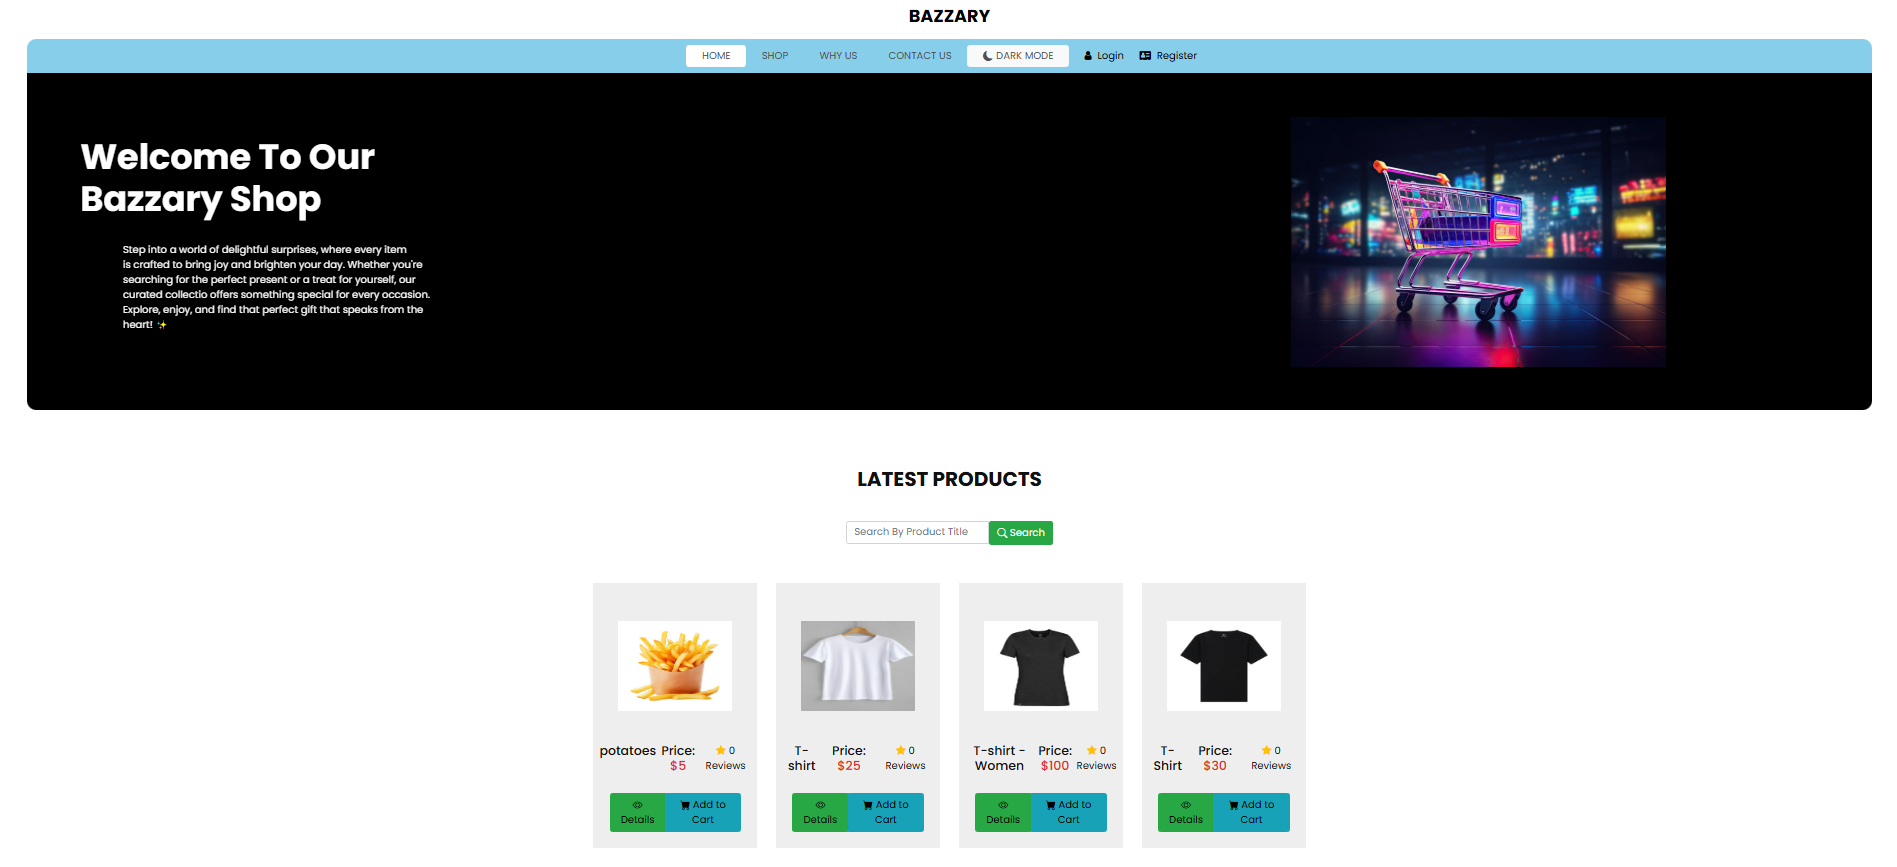 BAZZARY
HOME SHOP WHY US CONTACT US DARK MODE Login Register
Welcome To Our
Bazzary Shop
Step into a world of delightful surprises, where every item
is crafted to bring joy and brighten your day. Whether you're
searching for the perfect present or a treat for yourself, our
curated collectio offers something special for every occasion.
Explore, enjoy, and find that perfect gift that speaks from the
heart! ✨
LATEST PRODUCTS
Search By Product Title Search
potatoes Price: 0
$5 Reviews
Details Add to
Cart
T-
shirt
Price:
$25
0
Reviews
Details Add to
Cart
T-shirt -
Women
Price:
$100
0
Reviews
Details Add to
Cart
T-
Shirt
Price:
$30
0
Reviews
Details Add to
Cart